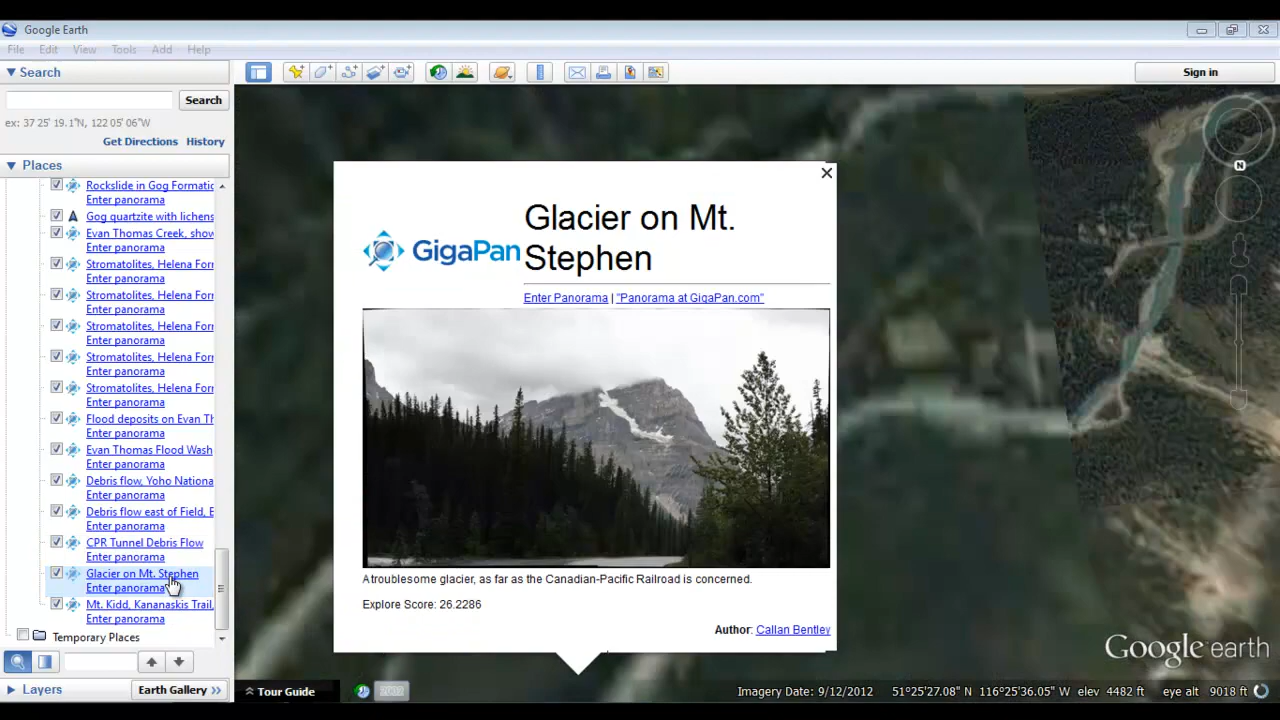 Google Earth
File Edit View Tools Add Help
Search
Sign in
Search
ex: 37 25' 19.1"N, 122 05' 06"W
Get Directions History
Places
Rockslide in Gog Formatic
Enter panorama
Gog quartzite with lichens
Evan Thomas Creek, show
Enter panorama
Stromatolites, Helena Forr
Enter panorama
Stromatolites, Helena Forr
Enter panorama
Stromatolites, Helena Forr
Enter panorama
Stromatolites, Helena Forr
Enter panorama
Stromatolites, Helena Forr
Enter panorama
Flood deposits on Evan Th
Enter panorama
Evan Thomas Flood Wash
Enter panorama
Debris flow, Yoho Nationa
Enter panorama
Debris flow east of Field, B
Enter panorama
CPR Tunnel Debris Flow
Enter panorama
Glacier on Mt. Stephen
Enter panorama
Mt. Kidd, Kananaskis Trail,
Enter panorama
Temporary Places
Layers
Earth Gallery >>
GigaPan
Glacier on Mt.
Stephen
Enter Panorama | "Panorama at GigaPan.com"
A troublesome glacier, as far as the Canadian-Pacific Railroad is concerned.
Explore Score: 26.2286
Author: Callan Bentley
N
Google earth
Tour Guide
Imagery Date: 9/12/2012 51°25'27.08" N 116°25'36.05" W elev 4482 ft eye alt 9018 ft